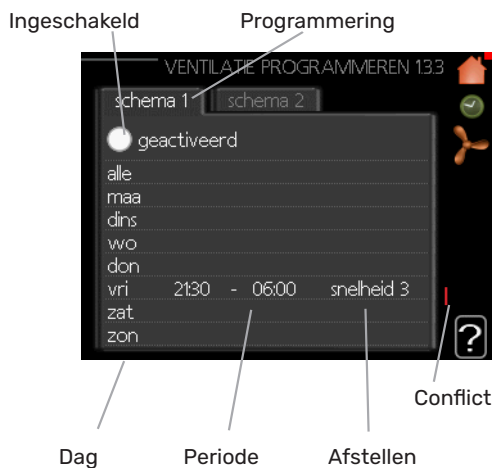 Ingeschakeld Programmering
VENTILATIE PROGRAMMEREN 1.3.3
schema 1 schema 2
geactiveerd
alle
maa
dins
wo
don
vri 21:30 - 06:00 snelheid 3
zat
zon
?
Conflict
Dag Periode Afstellen